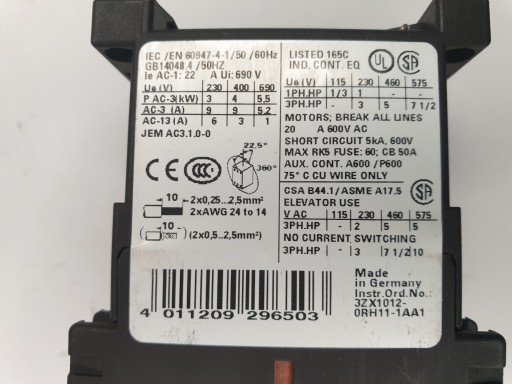 IEC /EN 60947-4-1/50 /60Hz
GB14048.4 /50HZ
Ie AC-1: 22 A Ui: 690 V
Ue (V) 230 400 690
P AC-3(kW) 3 4 5,5
AC-3 (A) 9 9 5.2
AC-13 (A) 6 3 1
JEM AC3.1.0-0
22.5°
360°
CCC
10
2x0,25...2,5mm²
2xAWG 24 to 14
10
(2x0,5..2,5mm²)
LISTED 165C
IND. CONT. EQ
UL
SA
Ue (V) 115 230 460 575
1PH.HP 1/3 1 - -
3PH.HP - 3 5 7 1/2
MOTORS; BREAK ALL LINES
20 A 600V AC
SHORT CIRCUIT 5kA, 600V
MAX RK5 FUSE: 60; CB 50A
AUX. CONT. A600 /P600
75° C CU WIRE ONLY
CSA B44.1/ASME A17.5
ELEVATOR USE
SA
V AC 115 230 460 575
3PH.HP - 2 5 5
NO CURRENT SWITCHING
3PH.HP - 3 7 1/2 10
Made
in Germany
Instr.Ord.No.:
3ZX1012-
0RH11-1AA1
4 011209 296503